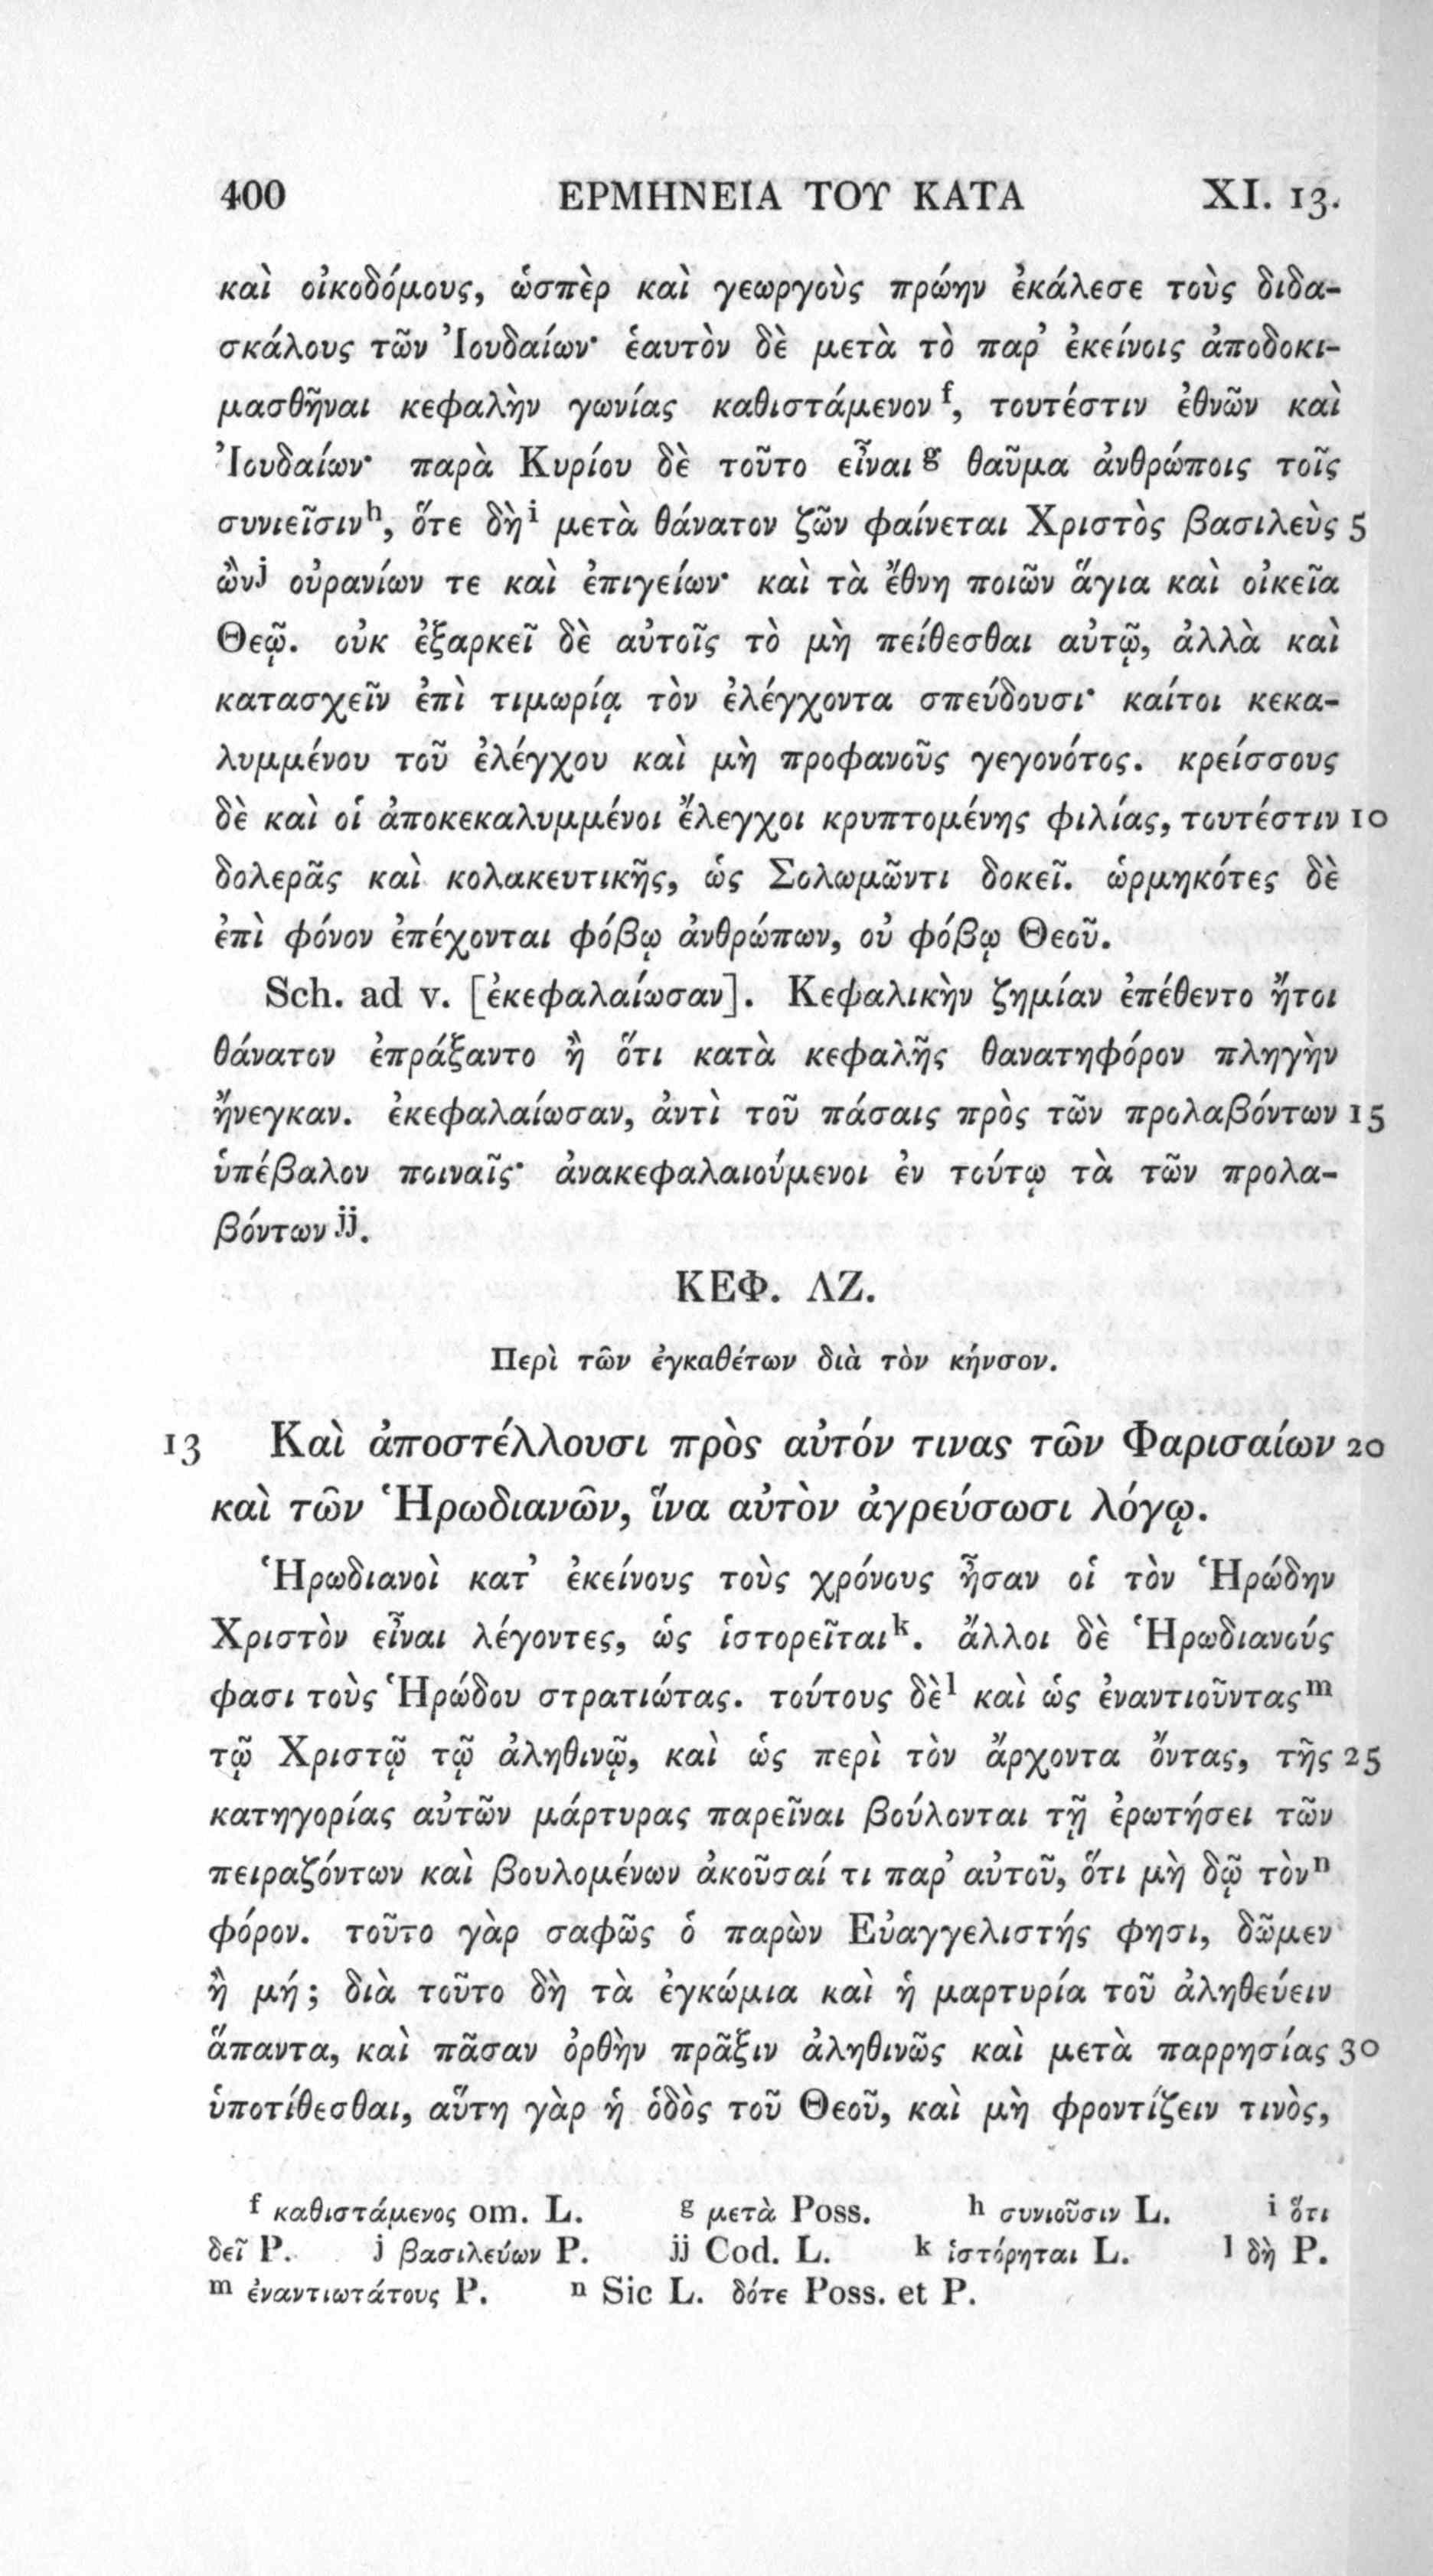 400 ΕΡΜΗΝΕΙΑ ΤΟΥ ΚΑΤΑ XI. 13.
καὶ οἰκοδόμους, ὡσπὲρ καὶ γεωργοὺς πρώην ἐκάλεσε τοὺς διδα-
σκάλους τῶν Ἰουδαίων· ἑαυτὸν δὲ μετὰ τὸ παρ’ ἐκείνοις ἀποδοκι-
μασθῆναι κεφαλὴν γωνίας καθιστάμενον f, τουτέστιν ἐθνῶν καὶ
Ἰουδαίων· παρὰ Κυρίου δὲ τοῦτο εἶναι g θαῦμα ἀνθρώποις τοῖς
συνιεῖσιν h, ὅτε δὴ i μετὰ θάνατον ζῶν φαίνεται Χριστὸς βασιλεὺς 5
ὢν j οὐρανίων τε καὶ ἐπιγείων· καὶ τὰ ἔθνη ποιῶν ἅγια καὶ οἰκεῖα
Θεῷ. οὐκ ἐξαρκεῖ δὲ αὐτοῖς τὸ μὴ πείθεσθαι αὐτῷ, ἀλλὰ καὶ
κατασχεῖν ἐπὶ τιμωρίᾳ τὸν ἐλέγχοντα σπεύδουσι· καίτοι κεκα-
λυμμένου τοῦ ἐλέγχου καὶ μὴ προφανοῦς γεγονότος. κρείσσους
δὲ καὶ οἱ ἀποκεκαλυμμένοι ἔλεγχοι κρυπτομένης φιλίας, τουτέστιν 10
δολερᾶς καὶ κολακευτικῆς, ὡς Σολωμῶντι δοκεῖ. ὡρμηκότες δὲ
ἐπὶ φόνον ἐπέχονται φόβῳ ἀνθρώπων, οὐ φόβῳ Θεοῦ.
Sch. ad v. [ἐκεφαλαίωσαν]. Κεφαλικὴν ζημίαν ἐπέθεντο ἤτοι
θάνατον ἐπράξαντο ἢ ὅτι κατὰ κεφαλῆς θανατηφόρον πληγὴν
ἤνεγκαν. ἐκεφαλαίωσαν, ἀντὶ τοῦ πάσαις πρὸς τῶν προλαβόντων 15
ὑπέβαλον ποιναῖς· ἀνακεφαλαιούμενοι ἐν τούτῳ τὰ τῶν προλα-
βόντων jj.
ΚΕΦ. ΛΖ.
Περὶ τῶν ἐγκαθέτων διὰ τὸν κήνσον.
13 Καὶ ἀποστέλλουσι πρὸς αὐτόν τινας τῶν Φαρισαίων 20
καὶ τῶν Ἡρωδιανῶν, ἵνα αὐτὸν ἀγρεύσωσι λόγῳ.
Ἡρωδιανοὶ κατ’ ἐκείνους τοὺς χρόνους ἦσαν οἱ τὸν Ἡρώδην
Χριστὸν εἶναι λέγοντες, ὡς ἱστορεῖται k. ἄλλοι δὲ Ἡρωδιανούς
φασι τοὺς Ἡρώδου στρατιώτας. τούτους δὲ l καὶ ὡς ἐναντιοῦντας m
τῷ Χριστῷ τῷ ἀληθινῷ, καὶ ὡς περὶ τὸν ἄρχοντα ὄντας, τῆς 25
κατηγορίας αὐτῶν μάρτυρας παρεῖναι βούλονται τῇ ἐρωτήσει τῶν
πειραζόντων καὶ βουλομένων ἀκοῦσαί τι παρ’ αὐτοῦ, ὅτι μὴ δῷ τὸν n
φόρον. τοῦτο γὰρ σαφῶς ὁ παρὼν Εὐαγγελιστής φησι, δῶμεν
ἢ μή; διὰ τοῦτο δὴ τὰ ἐγκώμια καὶ ἡ μαρτυρία τοῦ ἀληθεύειν
ἅπαντα, καὶ πᾶσαν ὀρθὴν πρᾶξιν ἀληθινῶς καὶ μετὰ παρρησίας 30
ὑποτίθεσθαι, αὕτη γὰρ ἡ ὁδὸς τοῦ Θεοῦ, καὶ μὴ φροντίζειν τινὸς,
f καθιστάμενος om. L. g μετὰ Poss. h συνιοῦσιν L. i ὅτι
δεῖ P. j βασιλεύων P. jj Cod. L. k ἱστόρηται L. l δὴ P.
m ἐναντιωτάτους P. n Sic L. δότε Poss. et P.